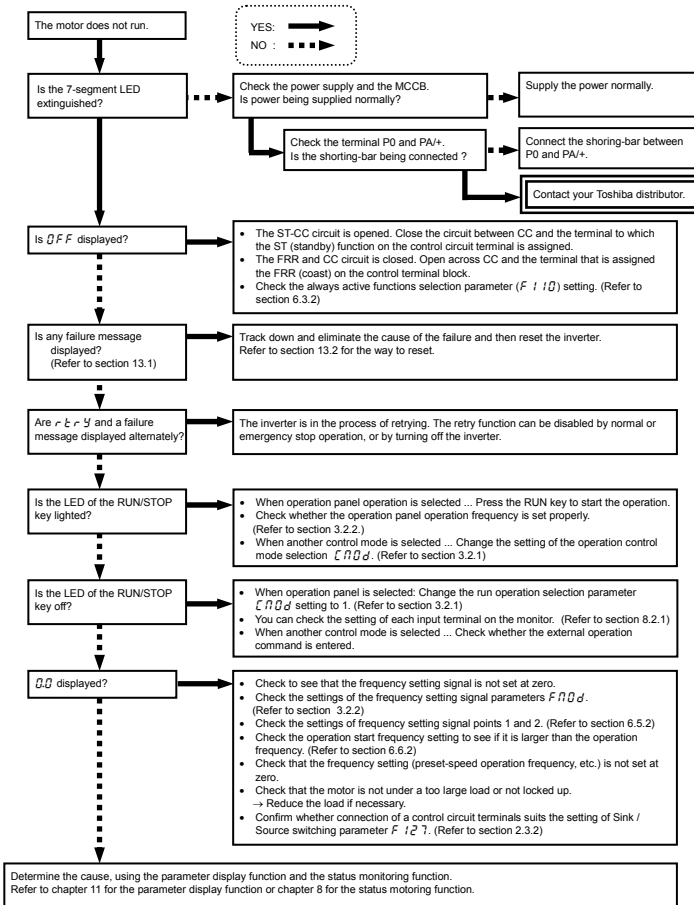 The motor does not run.
YES:
NO :
Is the 7-segment LED
extinguished?
Check the power supply and the MCCB.
Is power being supplied normally?
Supply the power normally.
Check the terminal P0 and PA/+.
Is the shorting-bar being connected ?
Connect the shoring-bar between
P0 and PA/+.
Contact your Toshiba distributor.
Is OFF displayed?
• The ST-CC circuit is opened. Close the circuit between CC and the terminal to which
the ST (standby) function on the control circuit terminal is assigned.
• The FRR and CC circuit is closed. Open across CC and the terminal that is assigned
the FRR (coast) on the control terminal block.
• Check the always active functions selection parameter (F110) setting. (Refer to
section 6.3.2)
Is any failure message
displayed?
(Refer to section 13.1)
Track down and eliminate the cause of the failure and then reset the inverter.
Refer to section 13.2 for the way to reset.
Are rtrY and a failure
message displayed alternately?
The inverter is in the process of retrying. The retry function can be disabled by normal or
emergency stop operation, or by turning off the inverter.
Is the LED of the RUN/STOP
key lighted?
• When operation panel operation is selected ... Press the RUN key to start the operation.
• Check whether the operation panel operation frequency is set properly.
(Refer to section 3.2.2.)
• When another control mode is selected ... Change the setting of the operation control
mode selection CMOd. (Refer to section 3.2.1)
Is the LED of the RUN/STOP
key off?
• When operation panel is selected: Change the run operation selection parameter
CMOd setting to 1. (Refer to section 3.2.1)
• You can check the setting of each input terminal on the monitor. (Refer to section 8.2.1)
• When another control mode is selected ... Check whether the external operation
command is entered.
0.0 displayed?
• Check to see that the frequency setting signal is not set at zero.
• Check the settings of the frequency setting signal parameters FMOd.
(Refer to section 3.2.2)
• Check the settings of frequency setting signal points 1 and 2. (Refer to section 6.5.2)
• Check the operation start frequency setting to see if it is larger than the operation
frequency. (Refer to section 6.6.2)
• Check that the frequency setting (preset-speed operation frequency, etc.) is not set at
zero.
• Check that the motor is not under a too large load or not locked up.
→ Reduce the load if necessary.
• Confirm whether connection of a control circuit terminals suits the setting of Sink /
Source switching parameter F127. (Refer to section 2.3.2)
Determine the cause, using the parameter display function and the status monitoring function.
Refer to chapter 11 for the parameter display function or chapter 8 for the status motoring function.